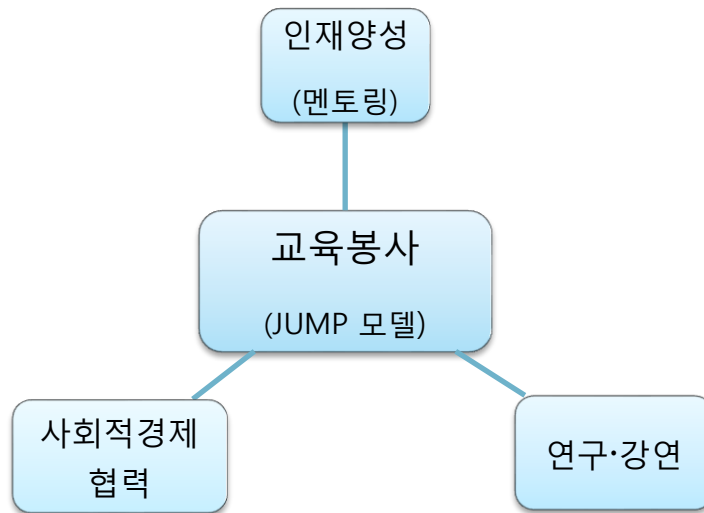 인재양성
(멘토링)
교육봉사
(JUMP 모델)
사회적경제
협력
연구·강연